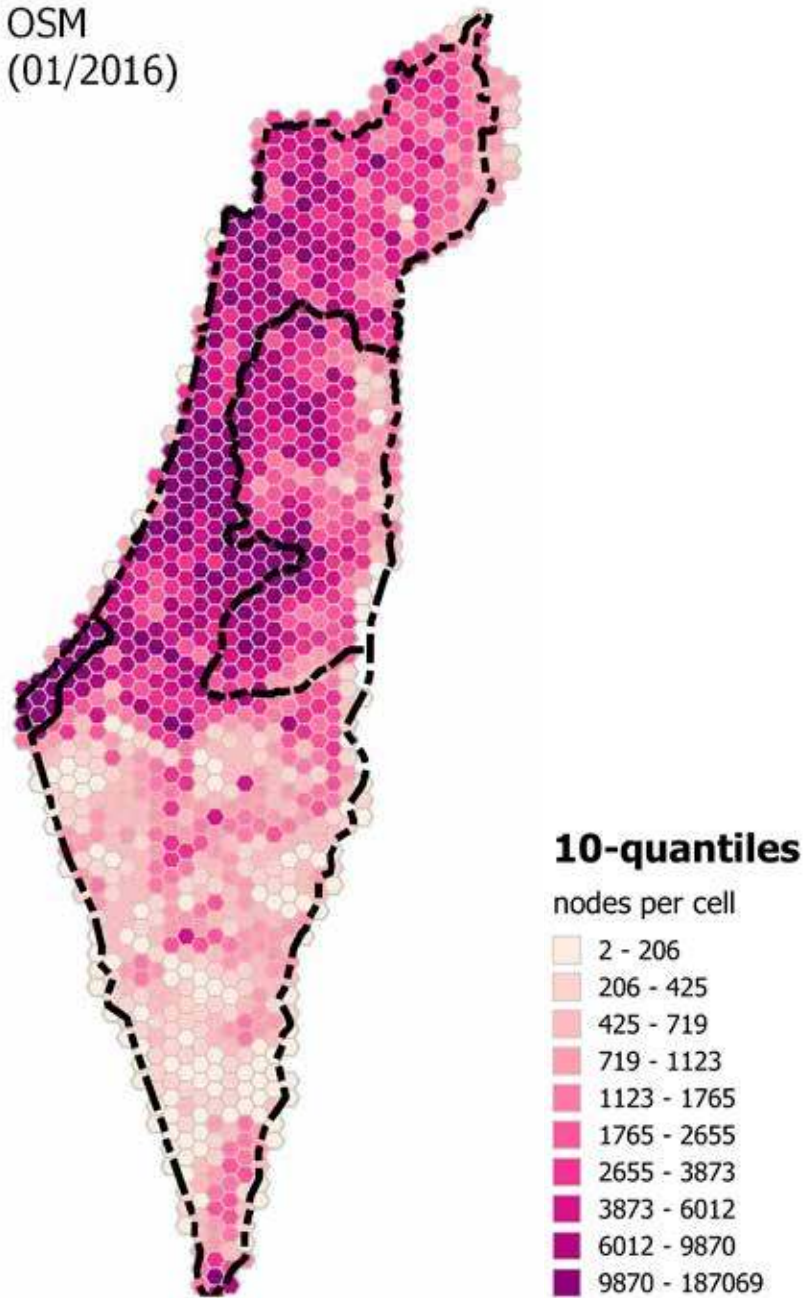 OSM
(01/2016)
10-quantiles
nodes per cell
2 - 206
206 - 425
425 - 719
719 - 1123
1123 - 1765
1765 - 2655
2655 - 3873
3873 - 6012
6012 - 9870
9870 - 187069